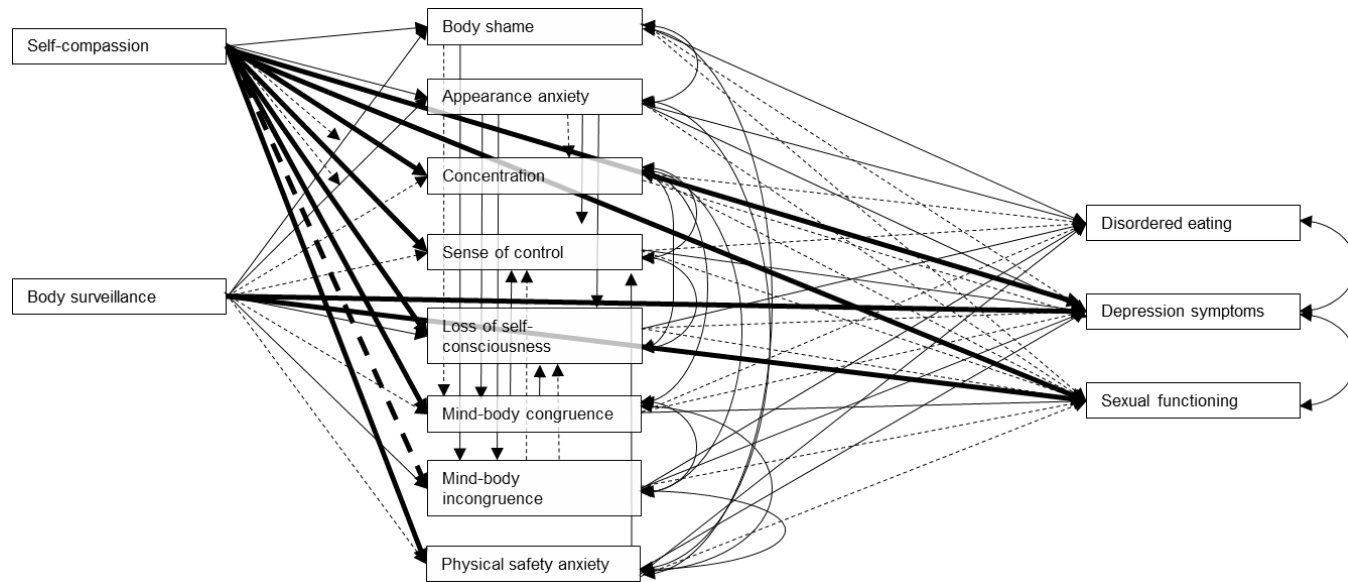 Self-compassion
Body surveillance
Body shame
Appearance anxiety
Concentration
Sense of control
Loss of self-
consciousness
Mind-body congruence
Mind-body
incongruence
Physical safety anxiety
Disordered eating
Depression symptoms
Sexual functioning